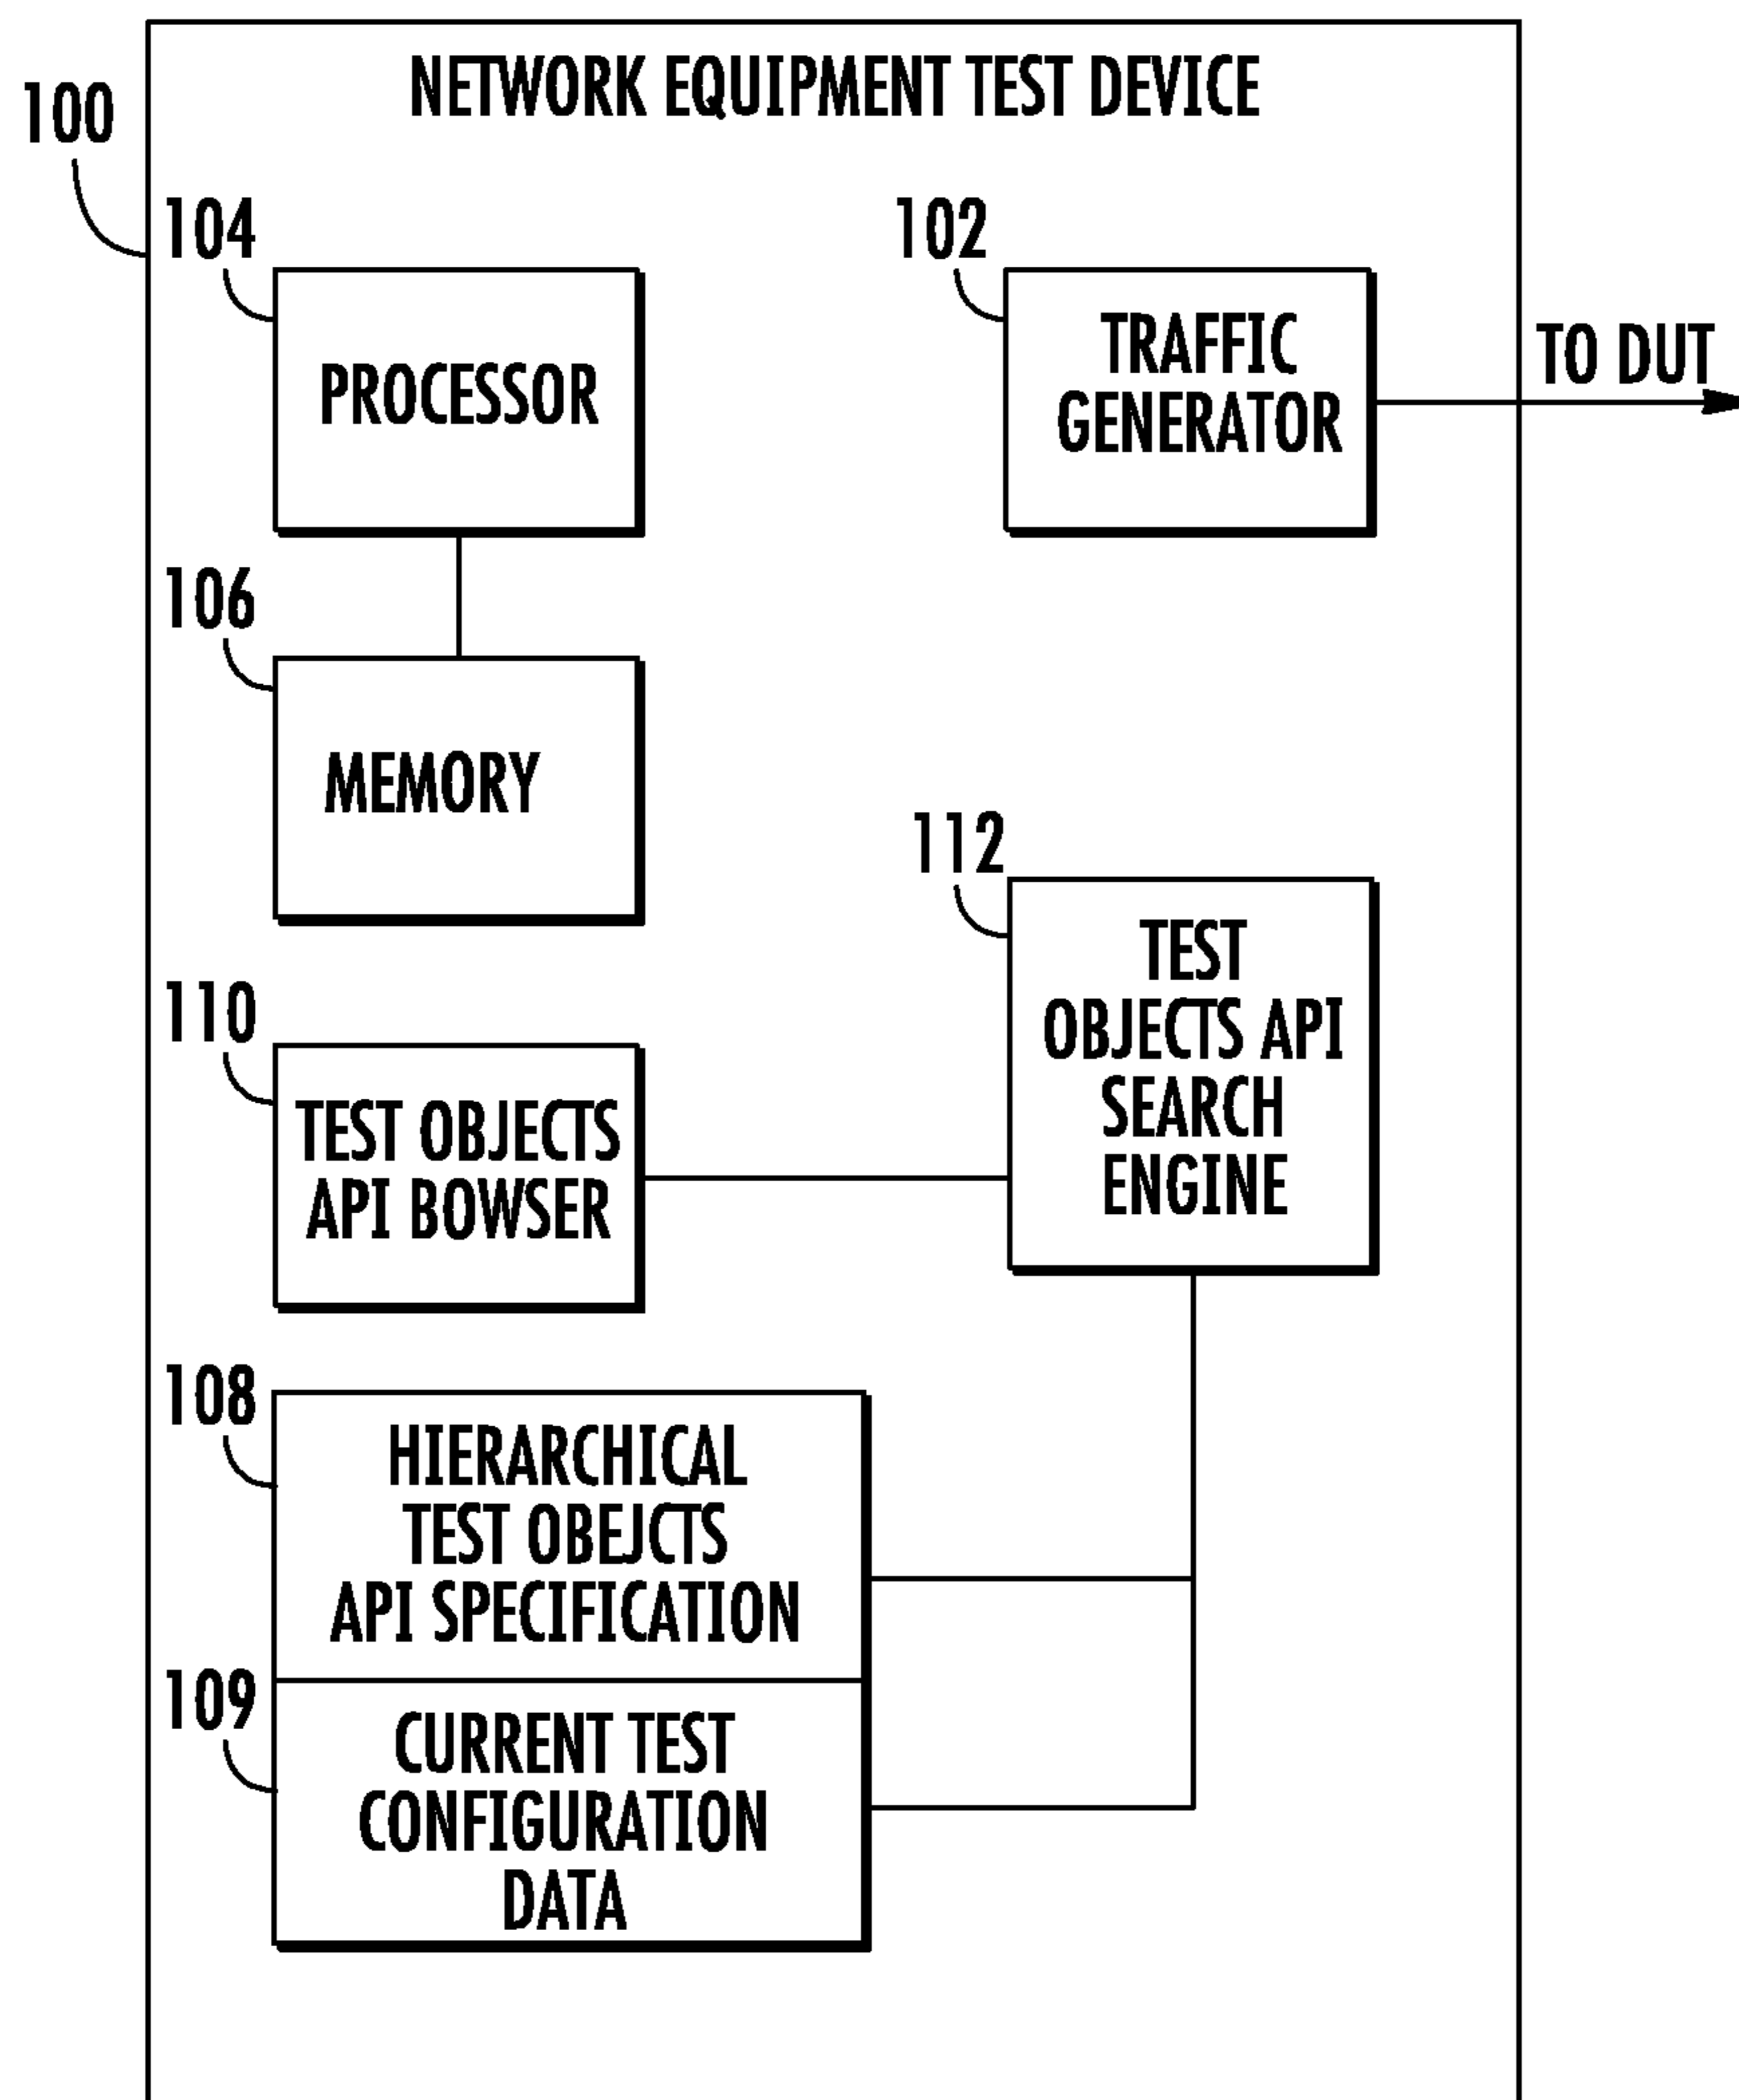 NETWORK EQUIPMENT TEST DEVICE
100
104
102
PROCESSOR
TRAFFIC
GENERATOR
TO DUT
106
MEMORY
112
TEST
OBJECTS API
SEARCH
ENGINE
110
TEST OBJECTS
API BOWSER
108
HIERARCHICAL
TEST OBEJCTS
API SPECIFICATION
109
CURRENT TEST
CONFIGURATION
DATA